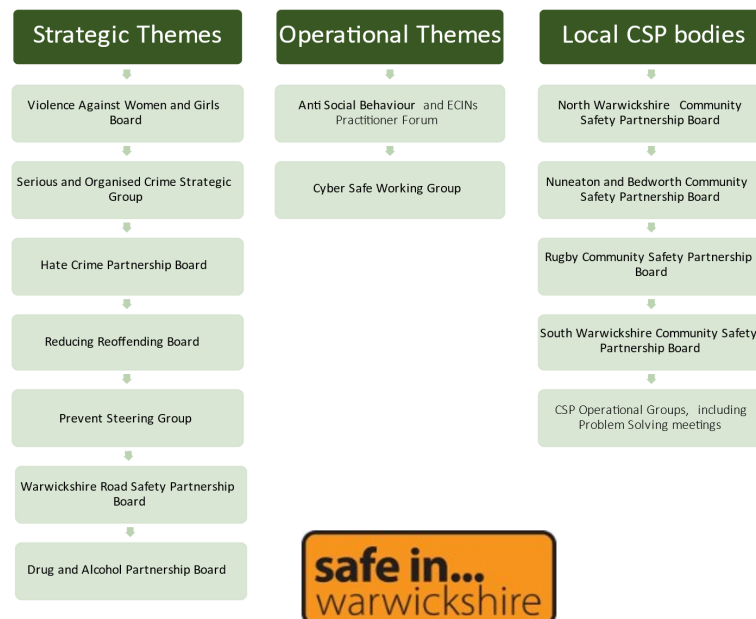 Strategic Themes
Violence Against Women and Girls
Board
Serious and Organised Crime Strategic
Group
Hate Crime Partnership Board
Reducing Reoffending Board
Prevent Steering Group
Warwickshire Road Safety Partnership
Board
Drug and Alcohol Partnership Board
Operational Themes
Anti Social Behaviour and ECINs
Practitioner Forum
Cyber Safe Working Group
Local CSP bodies
North Warwickshire Community
Safety Partnership Board
Nuneaton and Bedworth Community
Safety Partnership Board
Rugby Community Safety Partnership
Board
South Warwickshire Community Safety
Partnership Board
CSP Operational Groups, including
Problem Solving meetings
safe in...
warwickshire